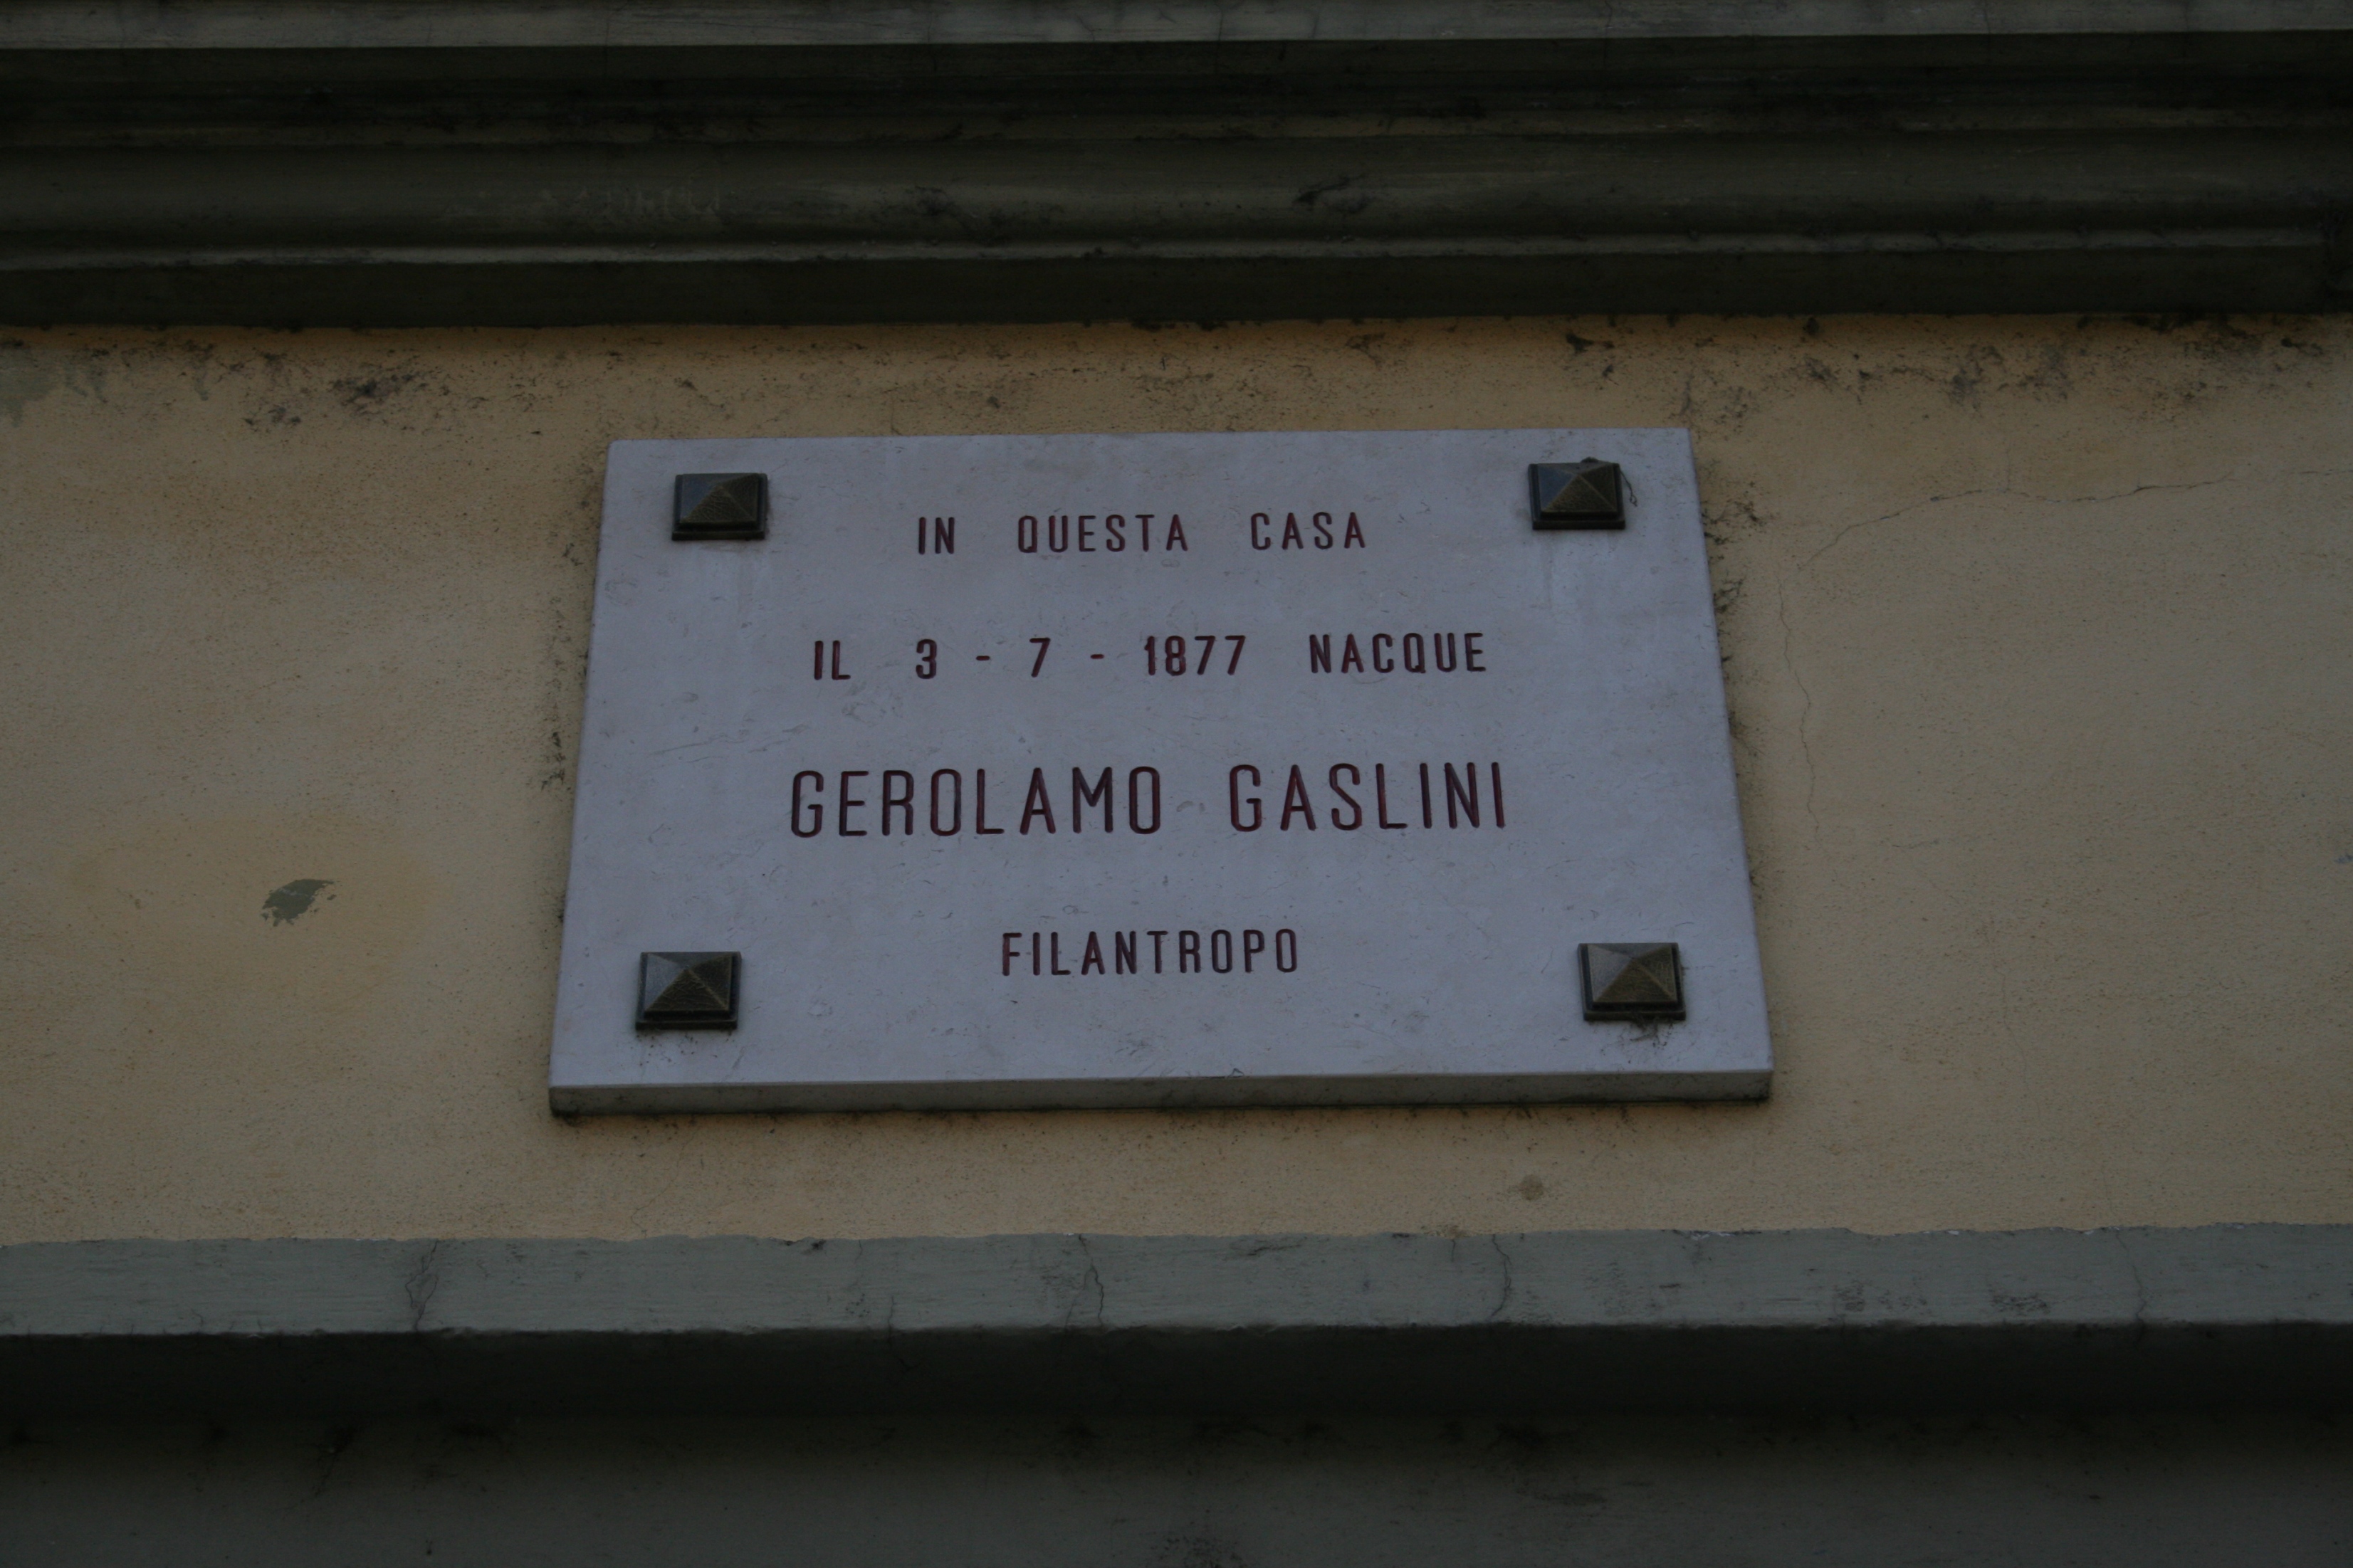 IN QUESTA CASA
IL 3 - 7 - 1877 NACQUE
GEROLAMO GASLINI
FILANTROPO